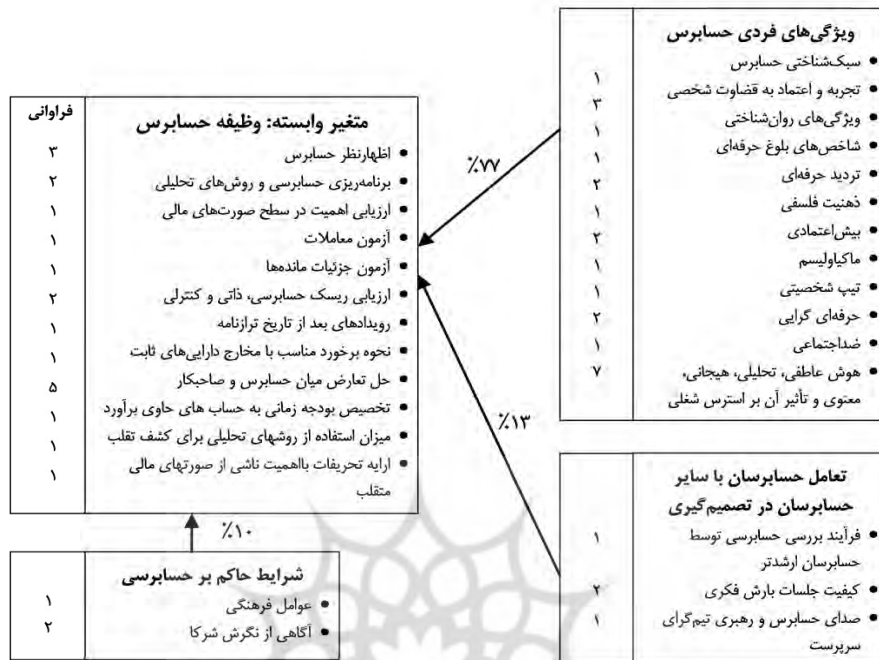 ویژگی‌های فردی حسابرس
• سبک‌شناختی حسابرس
۱
• تجربه و اعتماد به قضاوت شخصی
۳
• ویژگی‌های روان‌شناختی
۱
• شاخص‌های بلوغ حرفه‌ای
۱
• تردید حرفه‌ای
۲
• ذهنیت فلسفی
۱
• بیش‌اعتمادی
۲
• ماکیاولیسم
۱
• تیپ شخصیتی
۱
• حرفه‌ای گرایی
۲
• ضداجتماعی
۱
• هوش عاطفی، تحلیلی، هیجانی،
۷
معنوی و تأثیر آن بر استرس شغلی
٪۷۷
متغیر وابسته: وظیفه حسابرس
فراوانی
• اظهارنظر حسابرس
۳
• برنامه‌ریزی حسابرسی و روش‌های تحلیلی
۲
• ارزیابی اهمیت در سطح صورت‌های مالی
۱
• آزمون معاملات
۱
• آزمون جزئیات مانده‌ها
۱
• ارزیابی ریسک حسابرسی، ذاتی و کنترلی
۲
• رویدادهای بعد از تاریخ ترازنامه
۱
• نحوه برخورد مناسب با مخارج دارایی‌های ثابت
۱
• حل تعارض میان حسابرس و صاحبکار
۵
• تخصیص بودجه زمانی به حساب های حاوی برآورد
۱
• میزان استفاده از روشهای تحلیلی برای کشف تقلب
۱
• ارایه تحریفات بااهمیت ناشی از صورتهای مالی
۱
متقلب
٪۱۳
تعامل حسابرسان با سایر
حسابرسان در تصمیم‌گیری
• فرآیند بررسی حسابرسی توسط
۱
حسابرسان ارشدتر
• کیفیت جلسات بارش فکری
۲
• صدای حسابرس و رهبری تیم‌گرای
۱
سرپرست
٪۱۰
شرایط حاکم بر حسابرسی
• عوامل فرهنگی
۱
• آگاهی از نگرش شرکا
۲